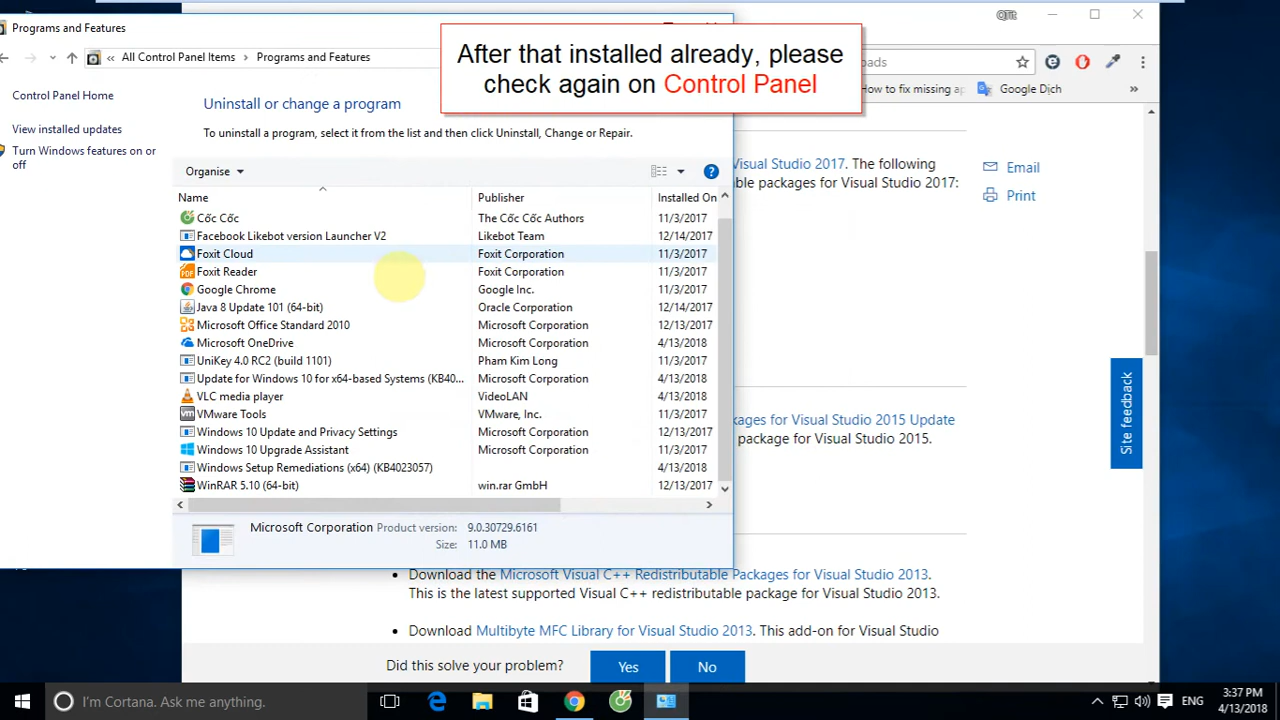 Programs and Features
After that installed already, please
check again on Control Panel
All Control Panel Items
Programs and Features
Control Panel Home
View installed updates
Turn Windows features on or
off
Uninstall or change a program
To uninstall a program, select it from the list and then click Uninstall, Change or Repair.
Organise
Name Publisher Installed On
Cốc Cốc The Cốc Cốc Authors 11/3/2017
Facebook Likebot version Launcher V2 Likebot Team 12/14/2017
Foxit Cloud Foxit Corporation 11/3/2017
Foxit Reader Foxit Corporation 11/3/2017
Google Chrome Google Inc. 11/3/2017
Java 8 Update 101 (64-bit) Oracle Corporation 12/14/2017
Microsoft Office Standard 2010 Microsoft Corporation 12/13/2017
Microsoft OneDrive Microsoft Corporation 4/13/2018
UniKey 4.0 RC2 (build 1101) Pham Kim Long 11/3/2017
Update for Windows 10 for x64-based Systems (KB40... Microsoft Corporation 4/13/2018
VLC media player VideoLAN 4/13/2018
VMware Tools VMware, Inc. 11/3/2017
Windows 10 Update and Privacy Settings Microsoft Corporation 12/13/2017
Windows 10 Upgrade Assistant Microsoft Corporation 11/3/2017
Windows Setup Remediations (x64) (KB4023057) 4/13/2018
WinRAR 5.10 (64-bit) win.rar GmbH 12/13/2017
Microsoft Corporation Product version: 9.0.30729.6161
Size: 11.0 MB
oads
How to fix missing ap
Google Dịch
»
Visual Studio 2017. The following
ble packages for Visual Studio 2017:
Email
Print
Site feedback
kages for Visual Studio 2015 Update
package for Visual Studio 2015.
Download the Microsoft Visual C++ Redistributable Packages for Visual Studio 2013.
This is the latest supported Visual C++ redistributable package for Visual Studio 2013.
Download Multibyte MFC Library for Visual Studio 2013. This add-on for Visual Studio
Did this solve your problem? Yes No
I'm Cortana. Ask me anything.
ENG
3:37 PM
4/13/2018